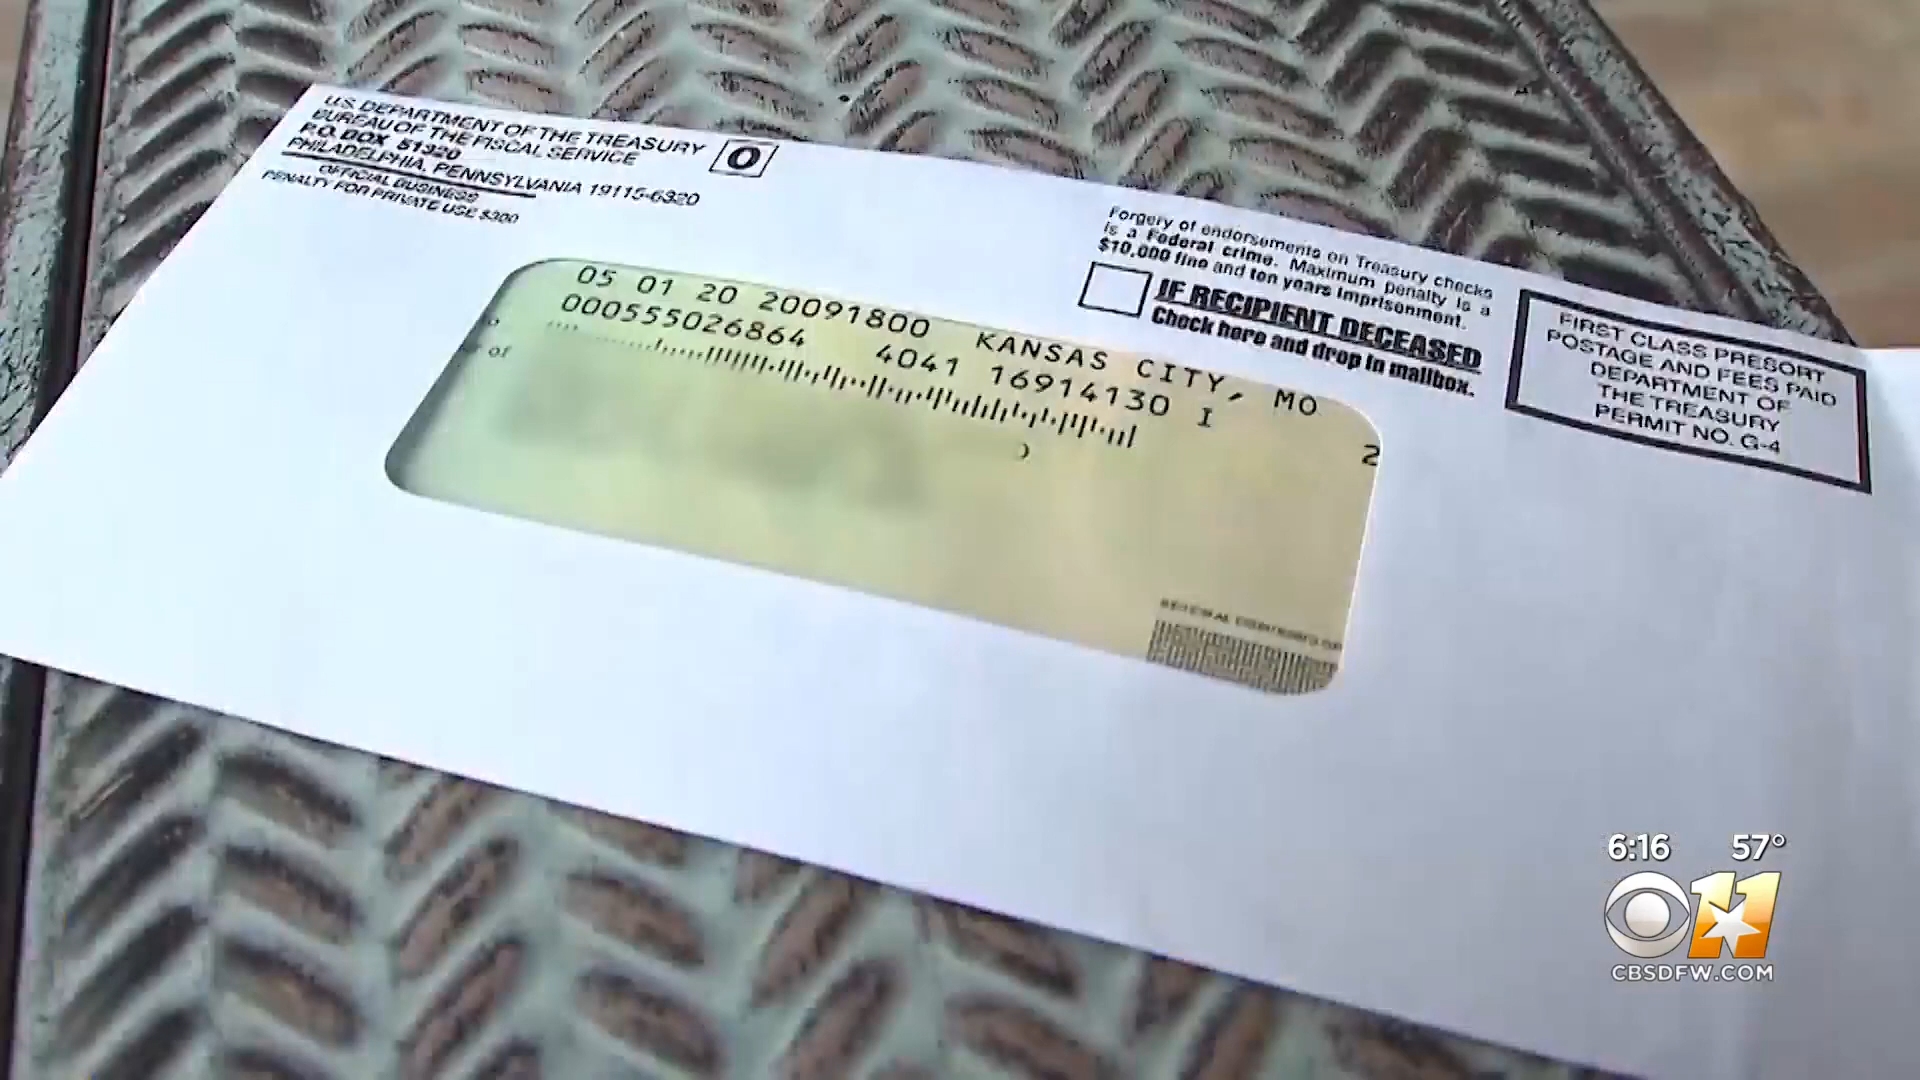 U.S. DEPARTMENT OF THE TREASURY
BUREAU OF THE FISCAL SERVICE
P.O. BOX 51320
PHILADELPHIA, PENNSYLVANIA 19115-6320
OFFICIAL BUSINESS
PENALTY FOR PRIVATE USE $300
O
Forgery of endorsements on Treasury checks
is a Federal crime. Maximum penalty is a
$10,000 fine and ten years imprisonment.
IF RECIPIENT DECEASED
Check here and drop in mailbox.
FIRST CLASS PRESORT
POSTAGE AND FEES PAID
DEPARTMENT OF
THE TREASURY
PERMIT NO. G-4
05 01 20 20091800 KANSAS CITY, MO
000555026864 4041 16914130 I
2
of
6:16 57°
11
CBSDFW.COM